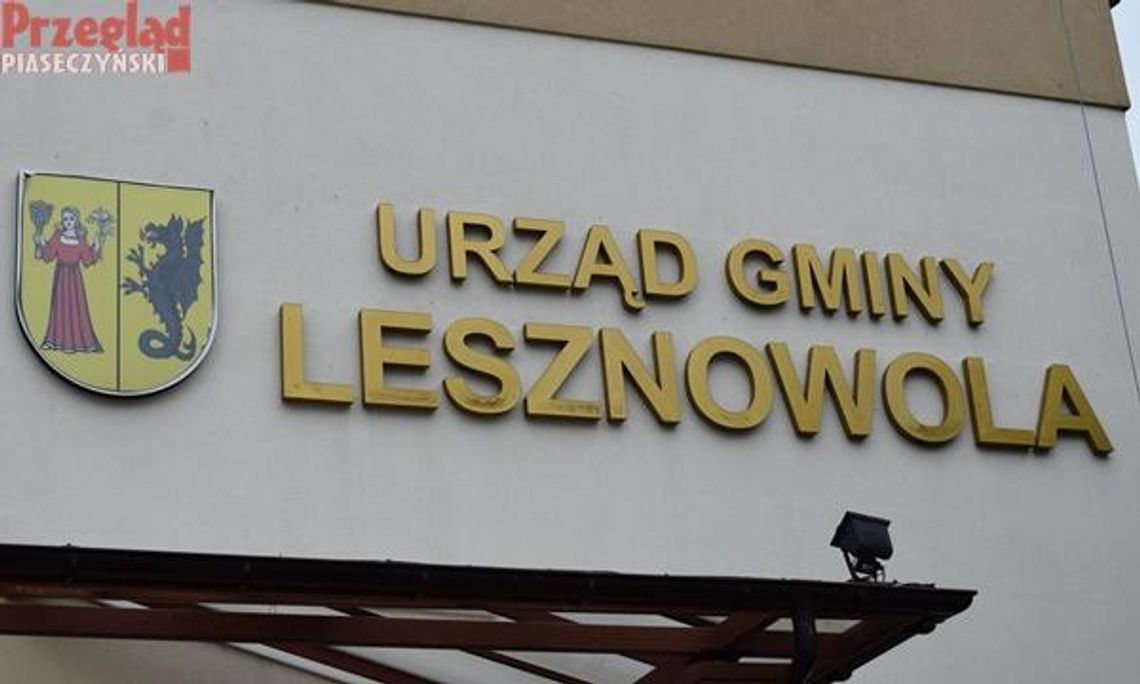 Przegląd
PIASECZYŃSKI
URZĄD GMINY
LESZNOWOLA